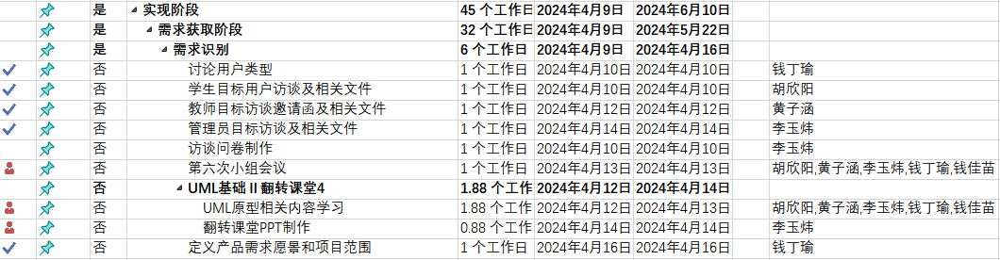 是 实现阶段 45 个工作日 2024年4月9日 2024年6月10日
是 需求获取阶段 32 个工作日 2024年4月9日 2024年5月22日
是 需求识别 6 个工作日 2024年4月9日 2024年4月16日
否 讨论用户类型 1 个工作日 2024年4月10日 2024年4月10日 钱丁瑜
否 学生目标用户访谈及相关文件 1 个工作日 2024年4月10日 2024年4月10日 胡欣阳
否 教师目标访谈邀请函及相关文件 1 个工作日 2024年4月12日 2024年4月12日 黄子涵
否 管理员目标访谈及相关文件 1 个工作日 2024年4月14日 2024年4月14日 李玉炜
否 访谈问卷制作 1 个工作日 2024年4月10日 2024年4月10日 李玉炜
否 第六次小组会议 1 个工作日 2024年4月13日 2024年4月13日 胡欣阳,黄子涵,李玉炜,钱丁瑜,钱佳苗
否 UML基础Ⅱ翻转课堂4 1.88 个工作 2024年4月12日 2024年4月14日
否 UML原型相关内容学习 1.88 个工作 2024年4月12日 2024年4月13日 胡欣阳,黄子涵,李玉炜,钱丁瑜,钱佳苗
否 翻转课堂PPT制作 0.88 个工作 2024年4月14日 2024年4月14日 李玉炜
否 定义产品需求愿景和项目范围 1 个工作日 2024年4月16日 2024年4月16日 钱丁瑜